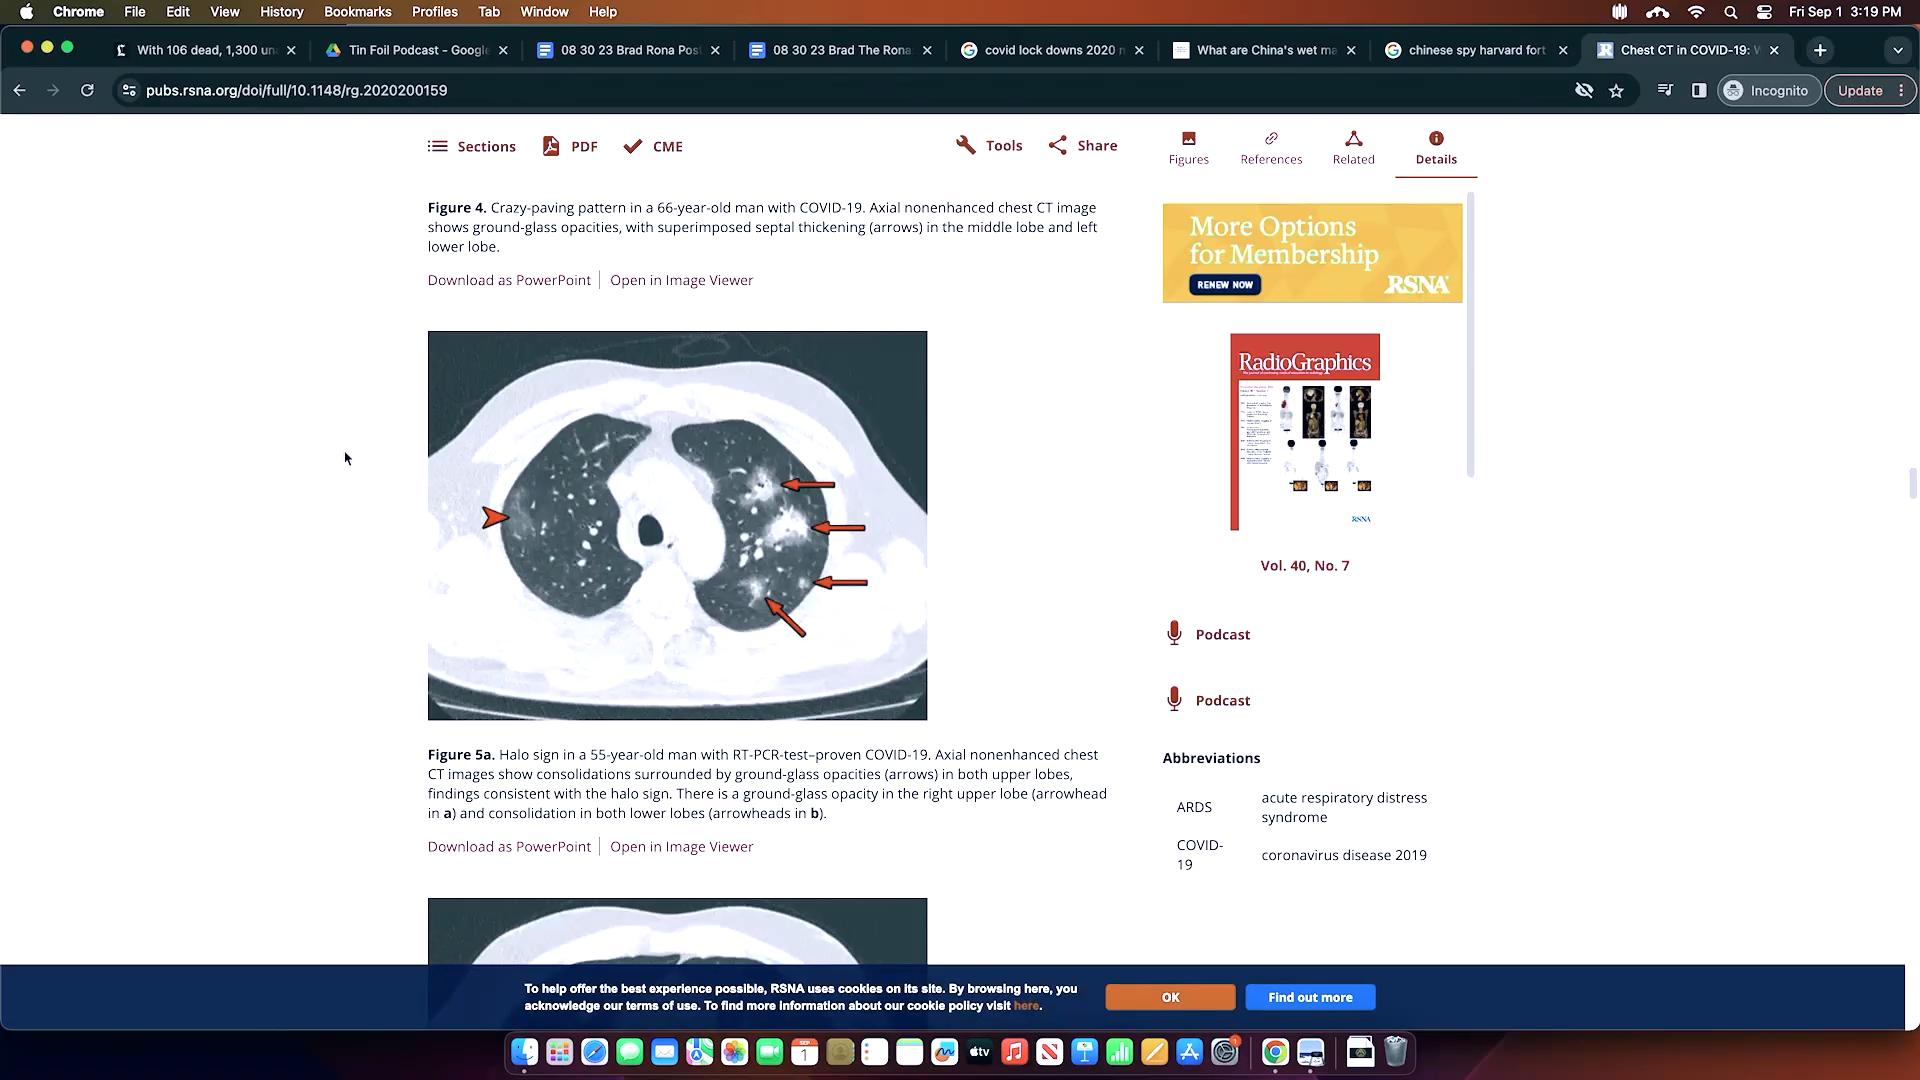 Chrome File Edit View History Bookmarks Profiles Tab Window Help Fri Sep 1 3:19 PM
With 106 dead, 1,300 un Tin Foil Podcast - Google 08 30 23 Brad Rona Post 08 30 23 Brad The Rona covid lock downs 2020 What are China's wet ma chinese spy harvard fort Chest CT in COVID-19: W
pubs.rsna.org/doi/full/10.1148/rg.2020200159 Incognito Update
Sections PDF CME Tools Share
Figures References Related Details
Figure 4. Crazy-paving pattern in a 66-year-old man with COVID-19. Axial nonenhanced chest CT image
shows ground-glass opacities, with superimposed septal thickening (arrows) in the middle lobe and left
lower lobe.
Download as PowerPoint Open in Image Viewer
Figure 5a. Halo sign in a 55-year-old man with RT-PCR-test–proven COVID-19. Axial nonenhanced chest
CT images show consolidations surrounded by ground-glass opacities (arrows) in both upper lobes,
findings consistent with the halo sign. There is a ground-glass opacity in the right upper lobe (arrowhead
in a) and consolidation in both lower lobes (arrowheads in b).
Download as PowerPoint Open in Image Viewer
More Options
for Membership
RENEW NOW
RSNA
RadioGraphics
RSNA
Vol. 40, No. 7
Podcast
Podcast
Abbreviations
ARDS acute respiratory distress
syndrome
COVID-
19 coronavirus disease 2019
To help offer the best experience possible, RSNA uses cookies on its site. By browsing here, you
acknowledge our terms of use. To find more information about our cookie policy visit here.
OK
Find out more
SEP
1
tv
1